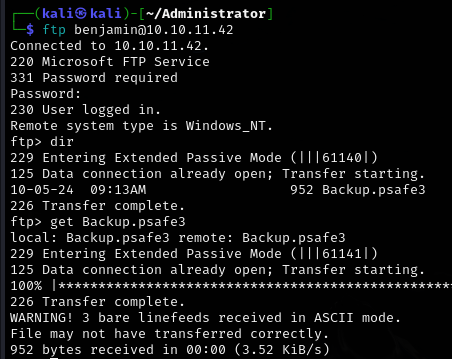 ┌──(kali㉿kali)-[~/Administrator]
└─$ ftp benjamin@10.10.11.42
Connected to 10.10.11.42.
220 Microsoft FTP Service
331 Password required
Password:
230 User logged in.
Remote system type is Windows_NT.
ftp> dir
229 Entering Extended Passive Mode (|||61140|)
125 Data connection already open; Transfer starting.
10-05-24  09:13AM                  952 Backup.psafe3
226 Transfer complete.
ftp> get Backup.psafe3
local: Backup.psafe3 remote: Backup.psafe3
229 Entering Extended Passive Mode (|||61141|)
125 Data connection already open; Transfer starting.
100% |*************************************************
226 Transfer complete.
WARNING! 3 bare linefeeds received in ASCII mode.
File may not have transferred correctly.
952 bytes received in 00:00 (3.52 KiB/s)